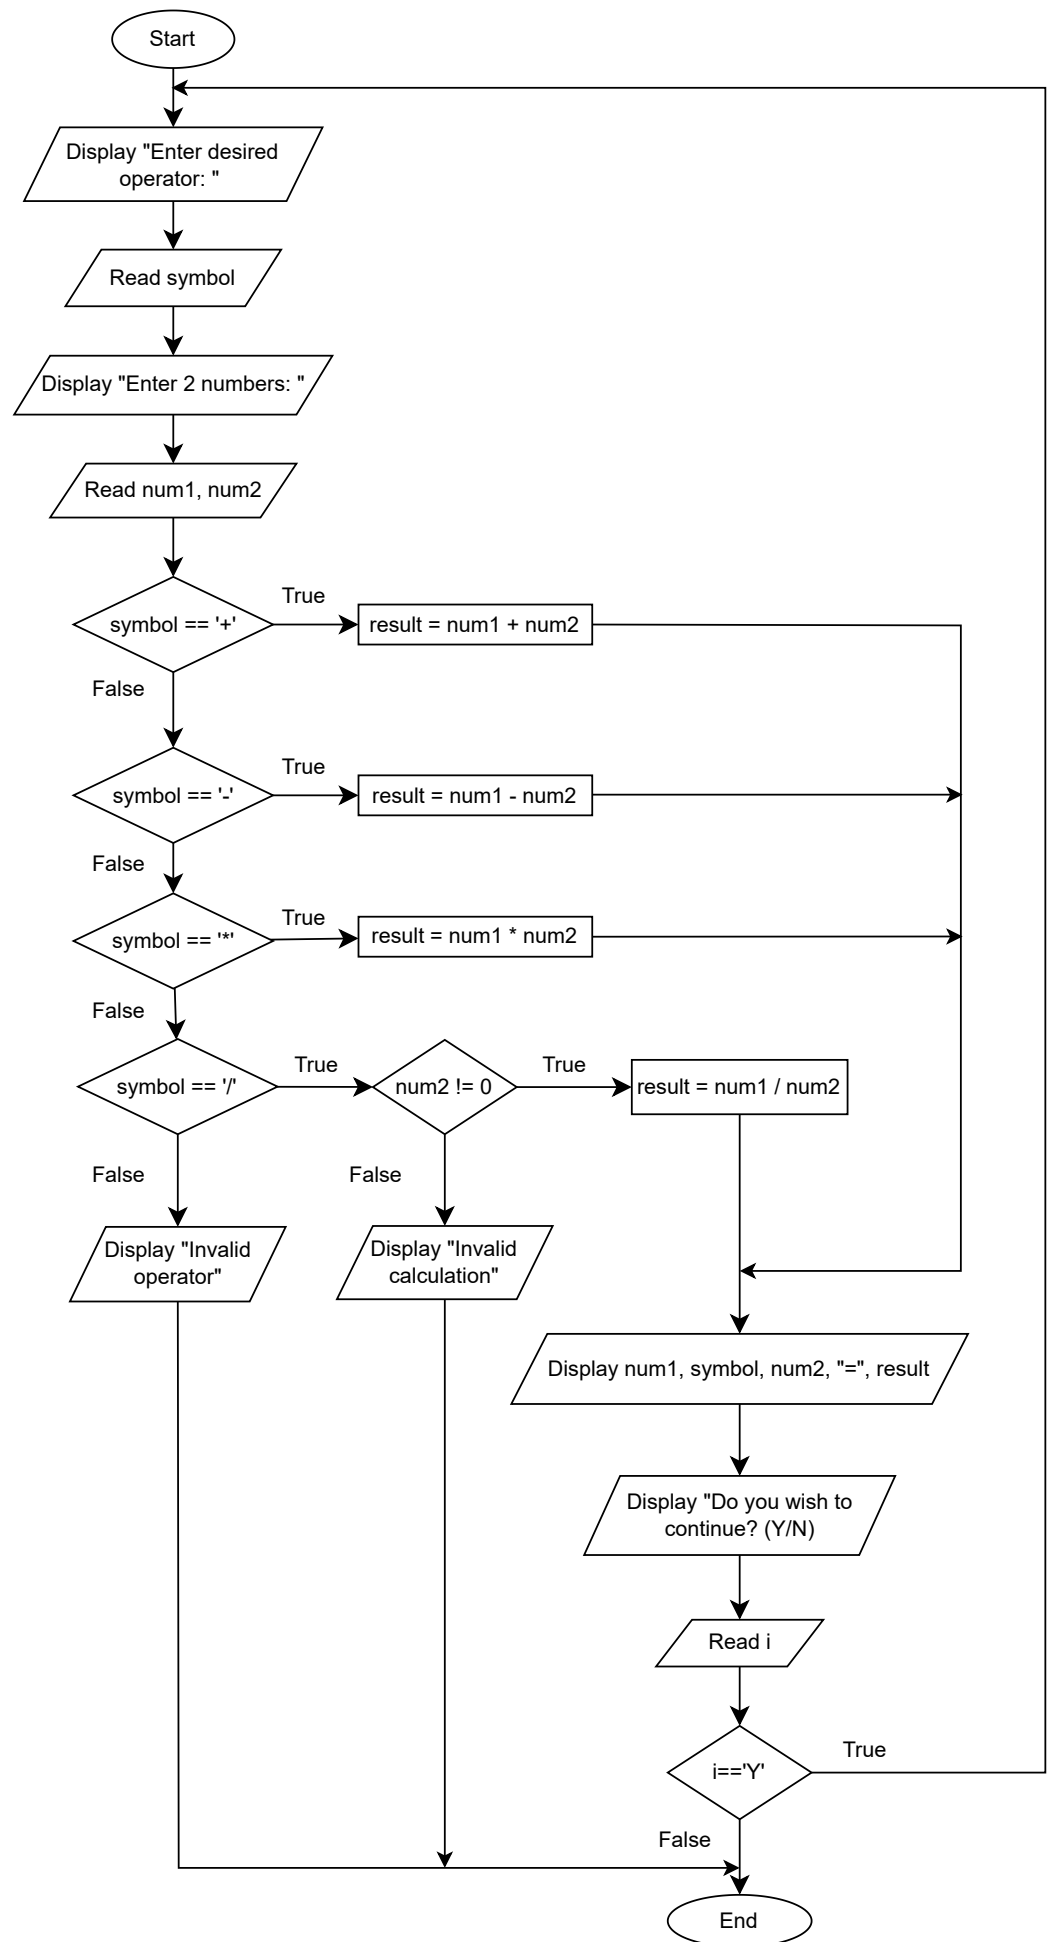 Start
Display "Enter desired
operator: "
Read symbol
Display "Enter 2 numbers: "
Read num1, num2
symbol == '+'
True
result = num1 + num2
False
symbol == '-'
True
result = num1 - num2
False
symbol == '*'
True
result = num1 * num2
False
symbol == '/'
True
num2 != 0
True
result = num1 / num2
False
False
Display "Invalid
operator"
Display "Invalid
calculation"
Display num1, symbol, num2, "=", result
Display "Do you wish to
continue? (Y/N)
Read i
i=='Y'
True
False
End